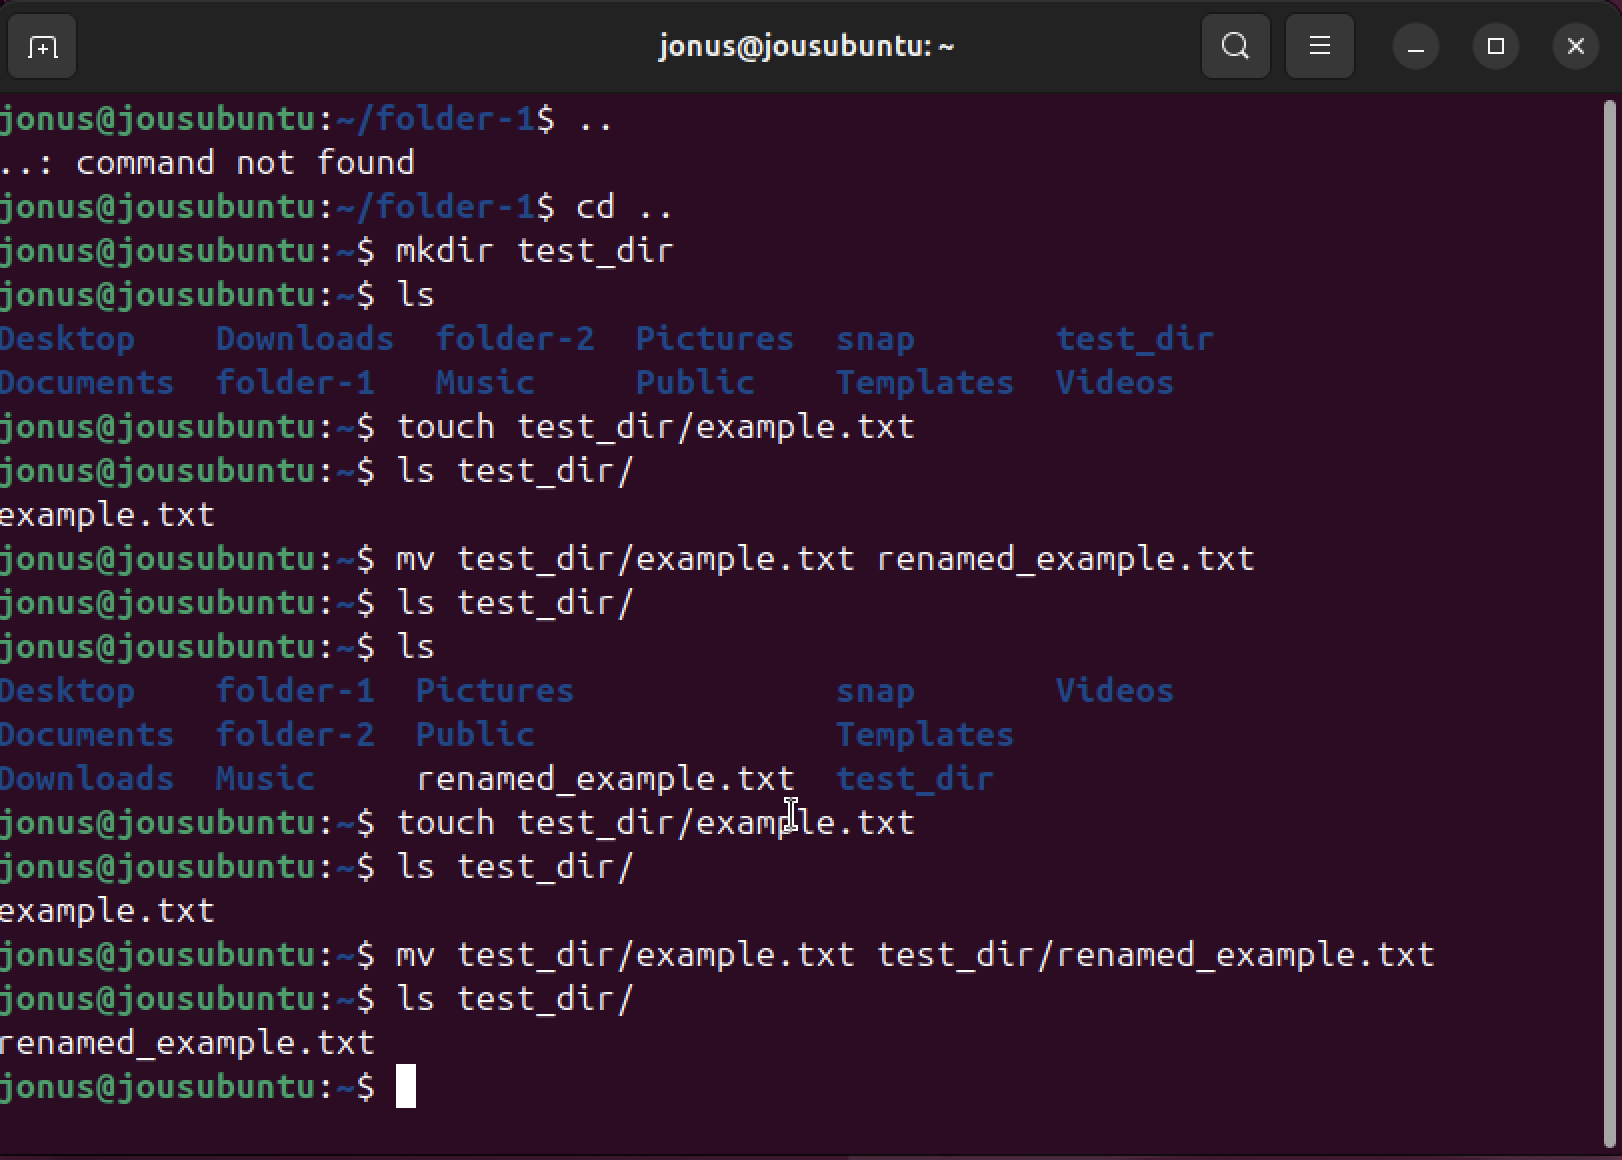 jonus@jousubuntu: ~
jonus@jousubuntu:~/folder-1$ ..
..: command not found
jonus@jousubuntu:~/folder-1$ cd ..
jonus@jousubuntu:~$ mkdir test_dir
jonus@jousubuntu:~$ ls
Desktop    Downloads  folder-2  Pictures  snap       test_dir
Documents  folder-1   Music     Public    Templates  Videos
jonus@jousubuntu:~$ touch test_dir/example.txt
jonus@jousubuntu:~$ ls test_dir/
example.txt
jonus@jousubuntu:~$ mv test_dir/example.txt renamed_example.txt
jonus@jousubuntu:~$ ls test_dir/
jonus@jousubuntu:~$ ls
Desktop    folder-1  Pictures             snap       Videos
Documents  folder-2  Public               Templates
Downloads  Music     renamed_example.txt  test_dir
jonus@jousubuntu:~$ touch test_dir/example.txt
jonus@jousubuntu:~$ ls test_dir/
example.txt
jonus@jousubuntu:~$ mv test_dir/example.txt test_dir/renamed_example.txt
jonus@jousubuntu:~$ ls test_dir/
renamed_example.txt
jonus@jousubuntu:~$